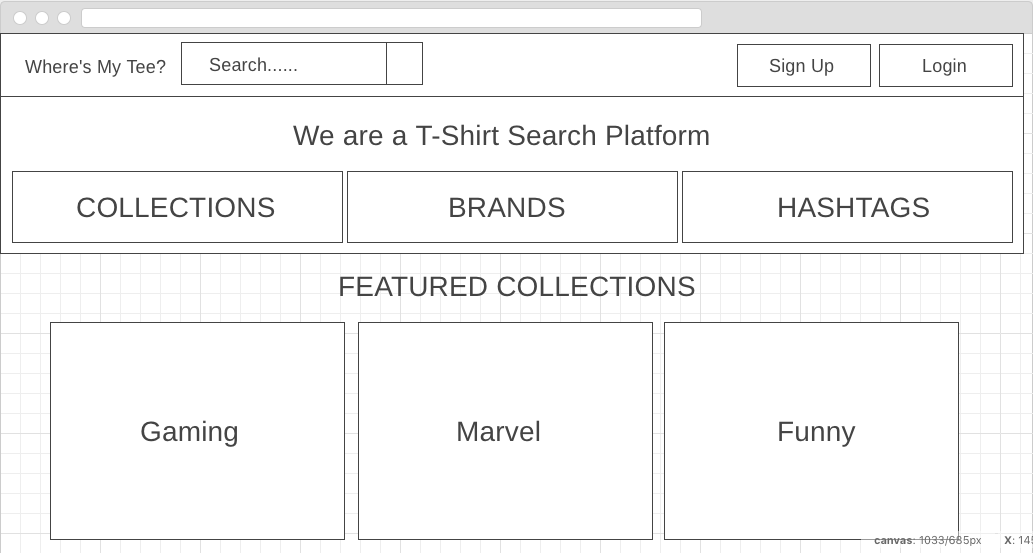 Where's My Tee?
Search......
Sign Up
Login
We are a T-Shirt Search Platform
COLLECTIONS
BRANDS
HASHTAGS
FEATURED COLLECTIONS
Gaming
Marvel
Funny
canvas: 1033/685px X: 14